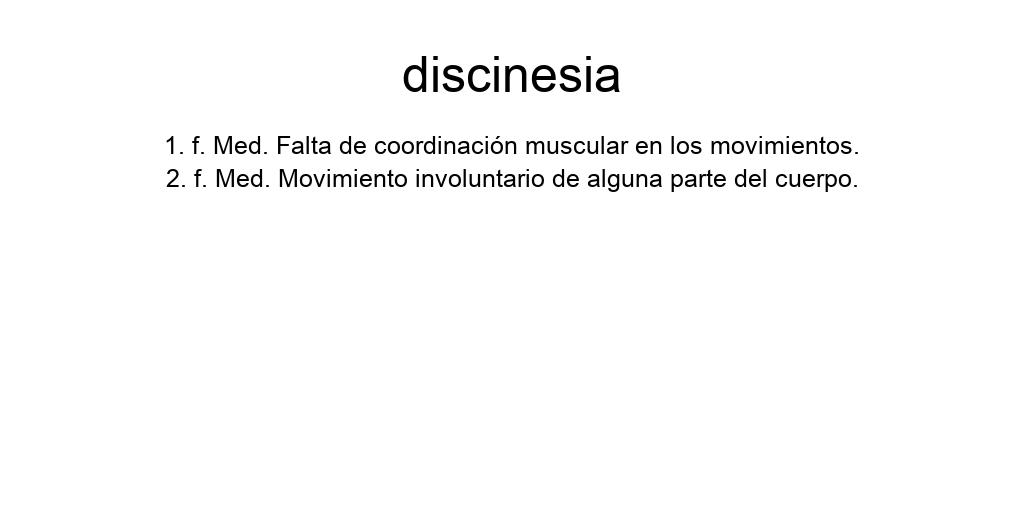 discinesia
1. f. Med. Falta de coordinación muscular en los movimientos.
2. f. Med. Movimiento involuntario de alguna parte del cuerpo.